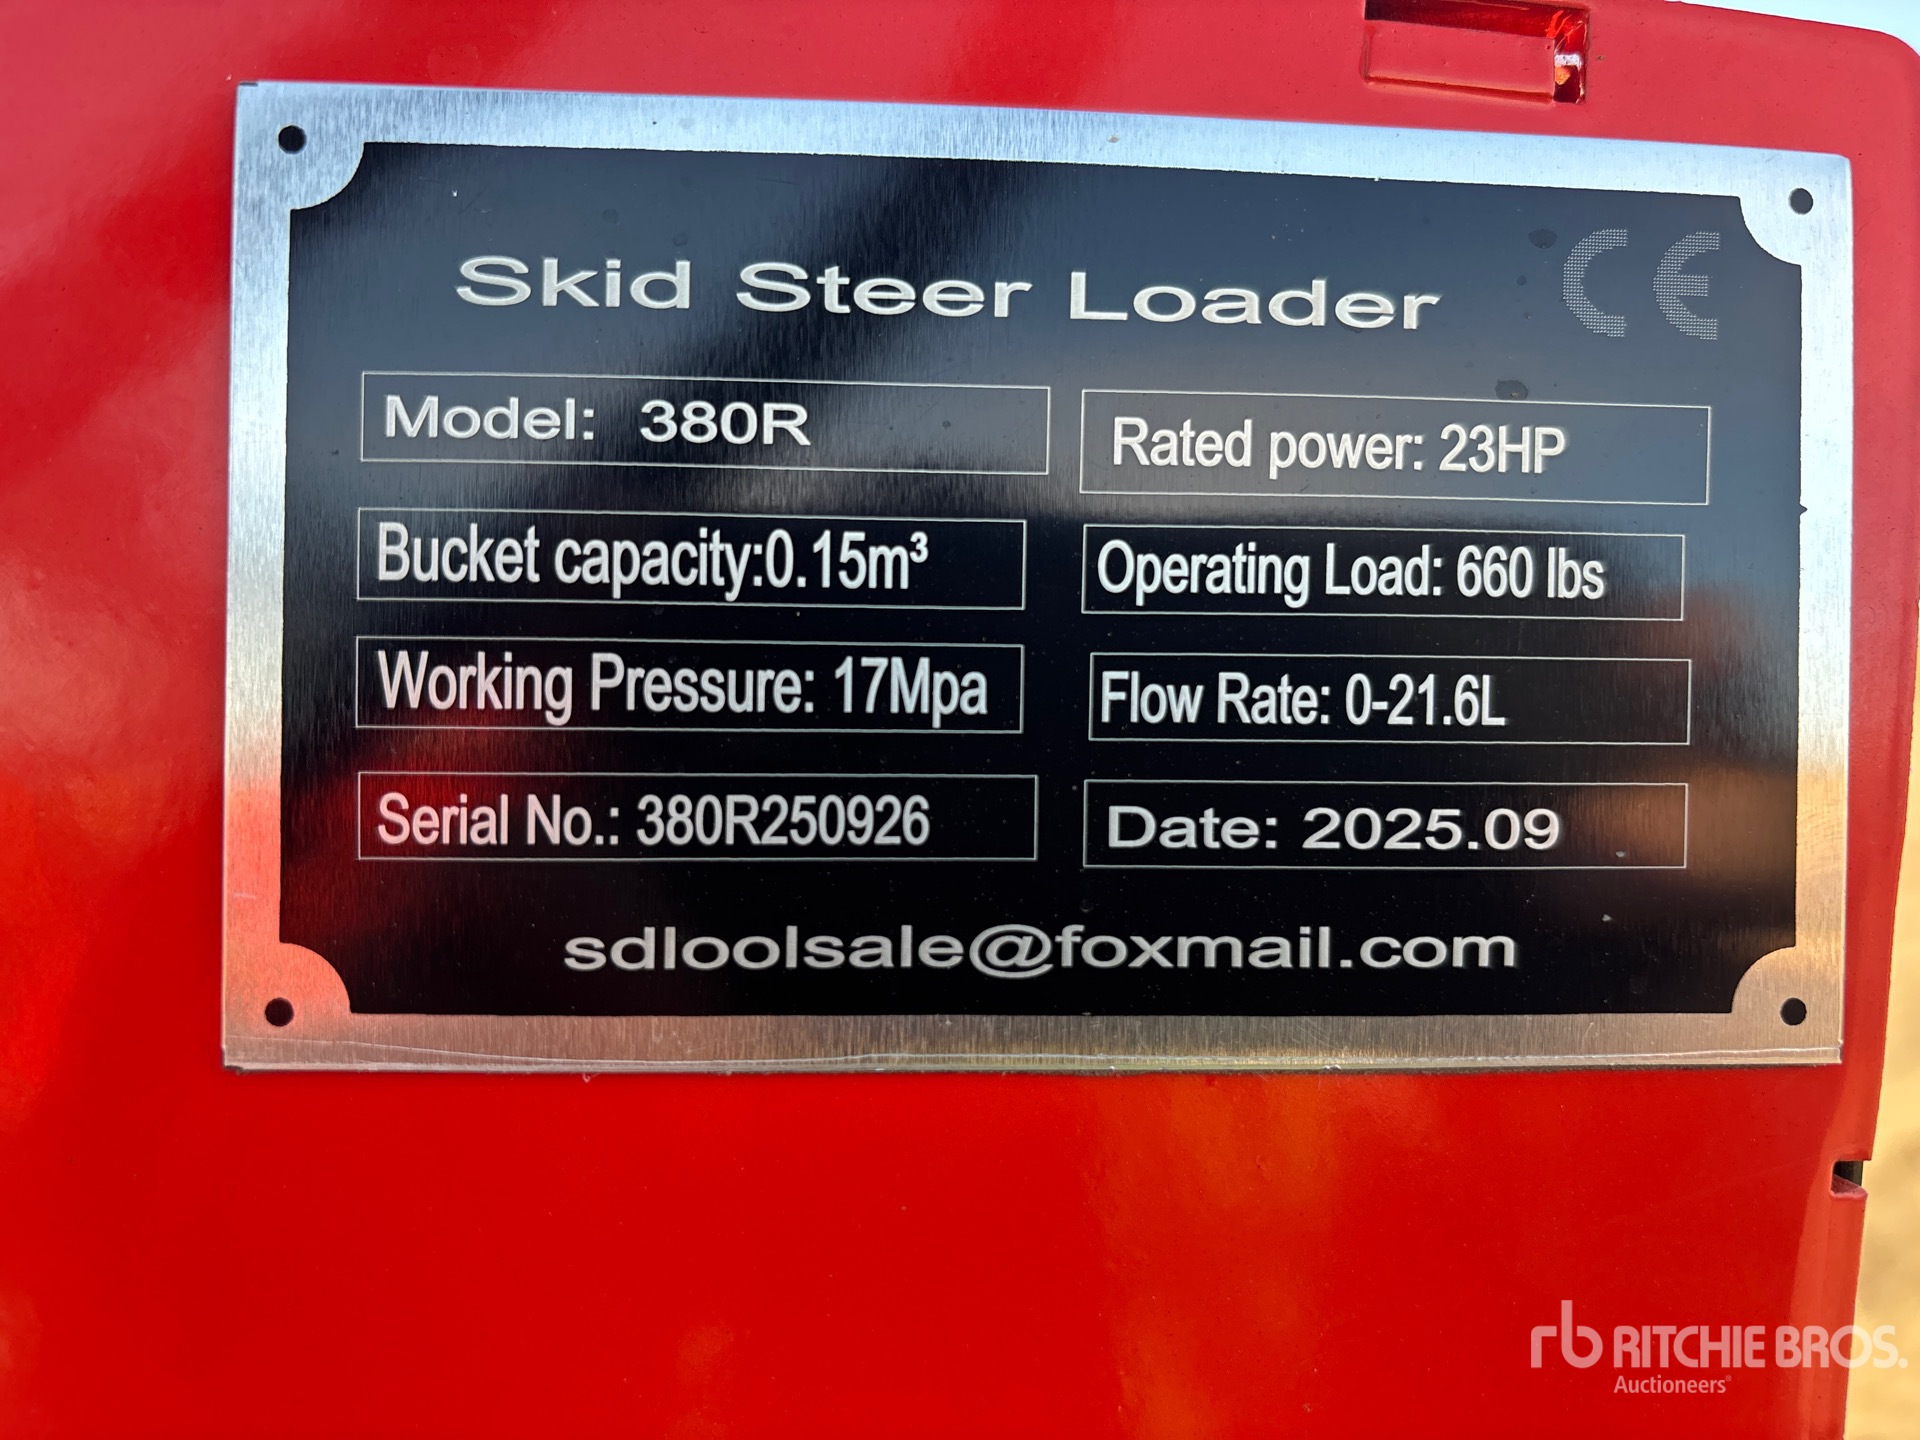 Skid Steer Loader
CE
Model: 380R
Rated power: 23HP
Bucket capacity:0.15m³
Operating Load: 660 lbs
Working Pressure: 17Mpa
Flow Rate: 0-21.6L
Serial No.: 380R250926
Date: 2025.09
sdloolsale@foxmail.com
rb RITCHIE BROS.
Auctioneers®